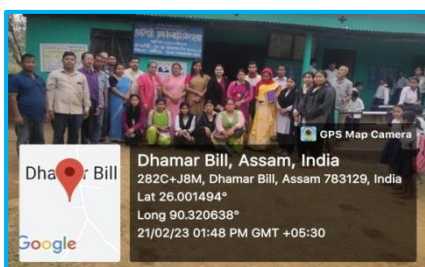 GPS Map Camera
Dhamar Bill
Google
Dhamar Bill, Assam, India
282C+J8M, Dhamar Bill, Assam 783129, India
Lat 26.001494°
Long 90.320638°
21/02/23 01:48 PM GMT +05:30